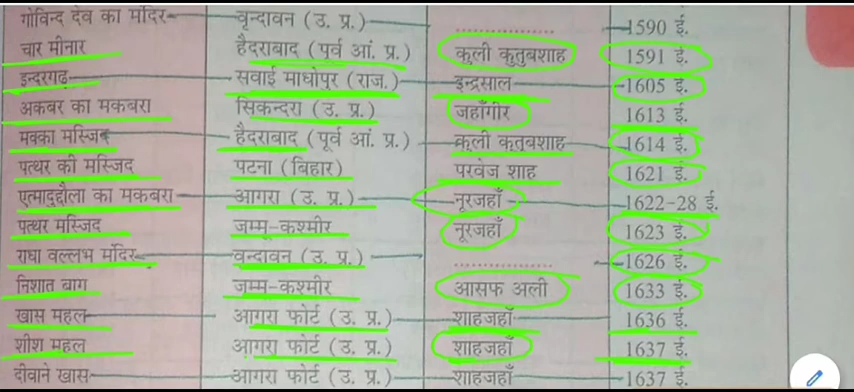 गोविन्द देव का मंदिर वृन्दावन (उ. प्र.) .................. 1590 ई.
चार मीनार हैदराबाद (पूर्व आं. प्र.) कुली कुतुबशाह 1591 ई.
इन्दरगढ़ सवाई माधोपुर (राज.) इन्द्रसाल 1605 ई.
अकबर का मकबरा सिकन्दरा (उ. प्र.) जहाँगीर 1613 ई.
मक्का मस्जिद हैदराबाद (पूर्व आं. प्र.) कुली कुतुबशाह 1614 ई.
पत्थर की मस्जिद पटना (बिहार) परवेज शाह 1621 ई.
एत्मादुद्दौला का मकबरा आगरा (उ. प्र.) नूरजहाँ 1622-28 ई.
पत्थर मस्जिद जम्मू-कश्मीर नूरजहाँ 1623 ई.
राधा वल्लभ मंदिर वृन्दावन (उ. प्र.) .................. 1626 ई.
निशात बाग जम्मू-कश्मीर आसफ अली 1633 ई.
खास महल आगरा फोर्ट (उ. प्र.) शाहजहाँ 1636 ई.
शीश महल आगरा फोर्ट (उ. प्र.) शाहजहाँ 1637 ई.
दीवाने खास आगरा फोर्ट (उ. प्र.) शाहजहाँ 1637 ई.